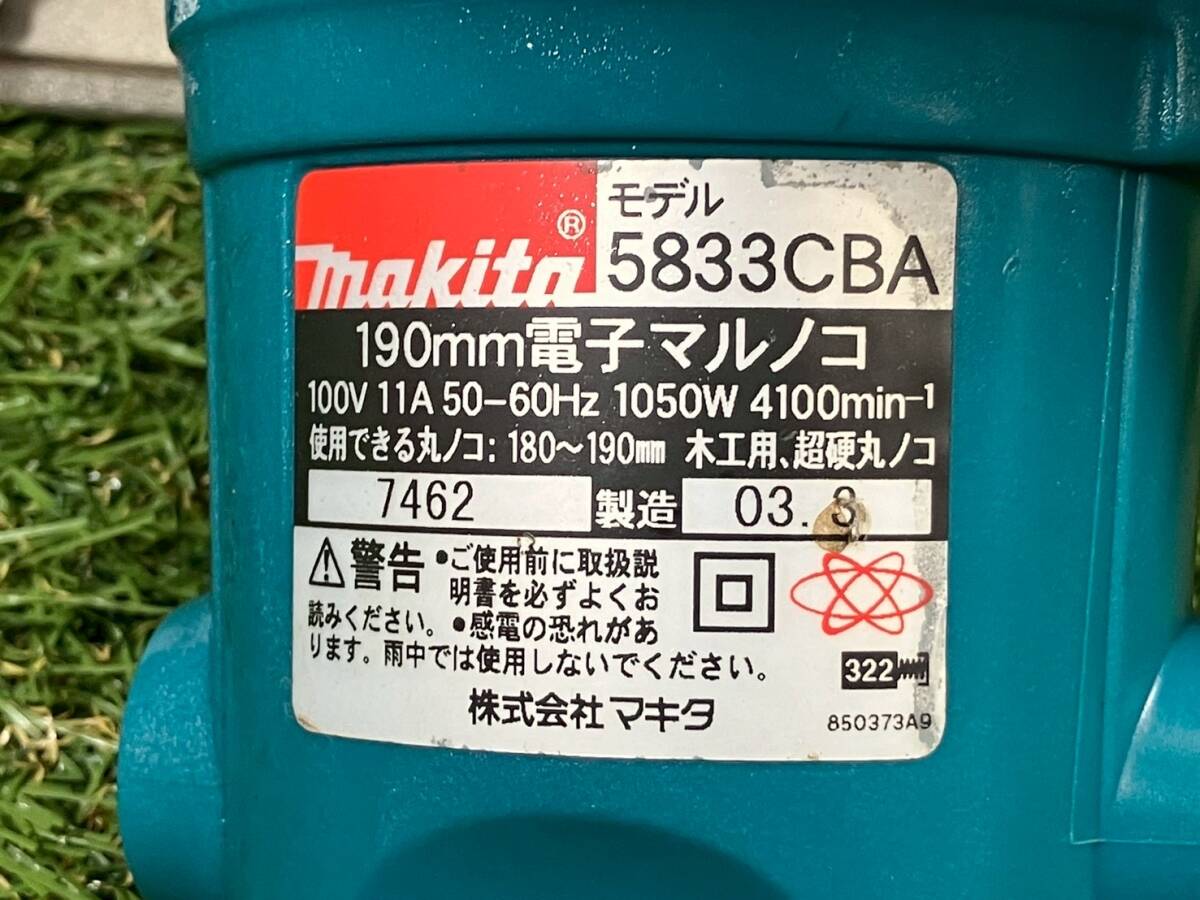 makita®
モデル
5833CBA
190mm電子マルノコ
100V 11A 50-60Hz 1050W 4100min-1
使用できる丸ノコ: 180～190mm 木工用、超硬丸ノコ
7462 製造 03.3
警告 •ご使用前に取扱説
明書を必ずよくお
読みください。 •感電の恐れがあ
ります。雨中では使用しないでください。
322
株式会社マキタ
850373A9